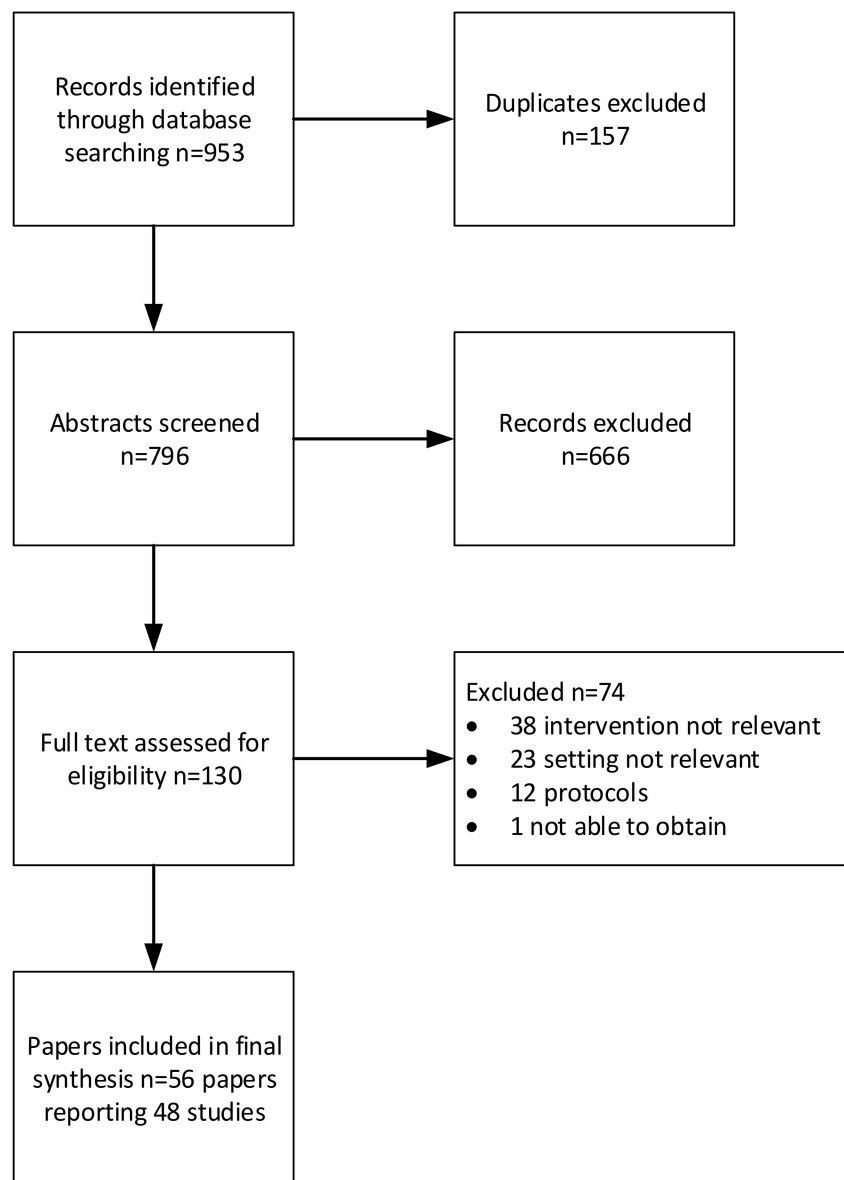 Records identified
through database
searching n=953
Duplicates excluded
n=157
Abstracts screened
n=796
Records excluded
n=666
Full text assessed for
eligibility n=130
Excluded n=74
• 38 intervention not relevant
• 23 setting not relevant
• 12 protocols
• 1 not able to obtain
Papers included in final
synthesis n=56 papers
reporting 48 studies